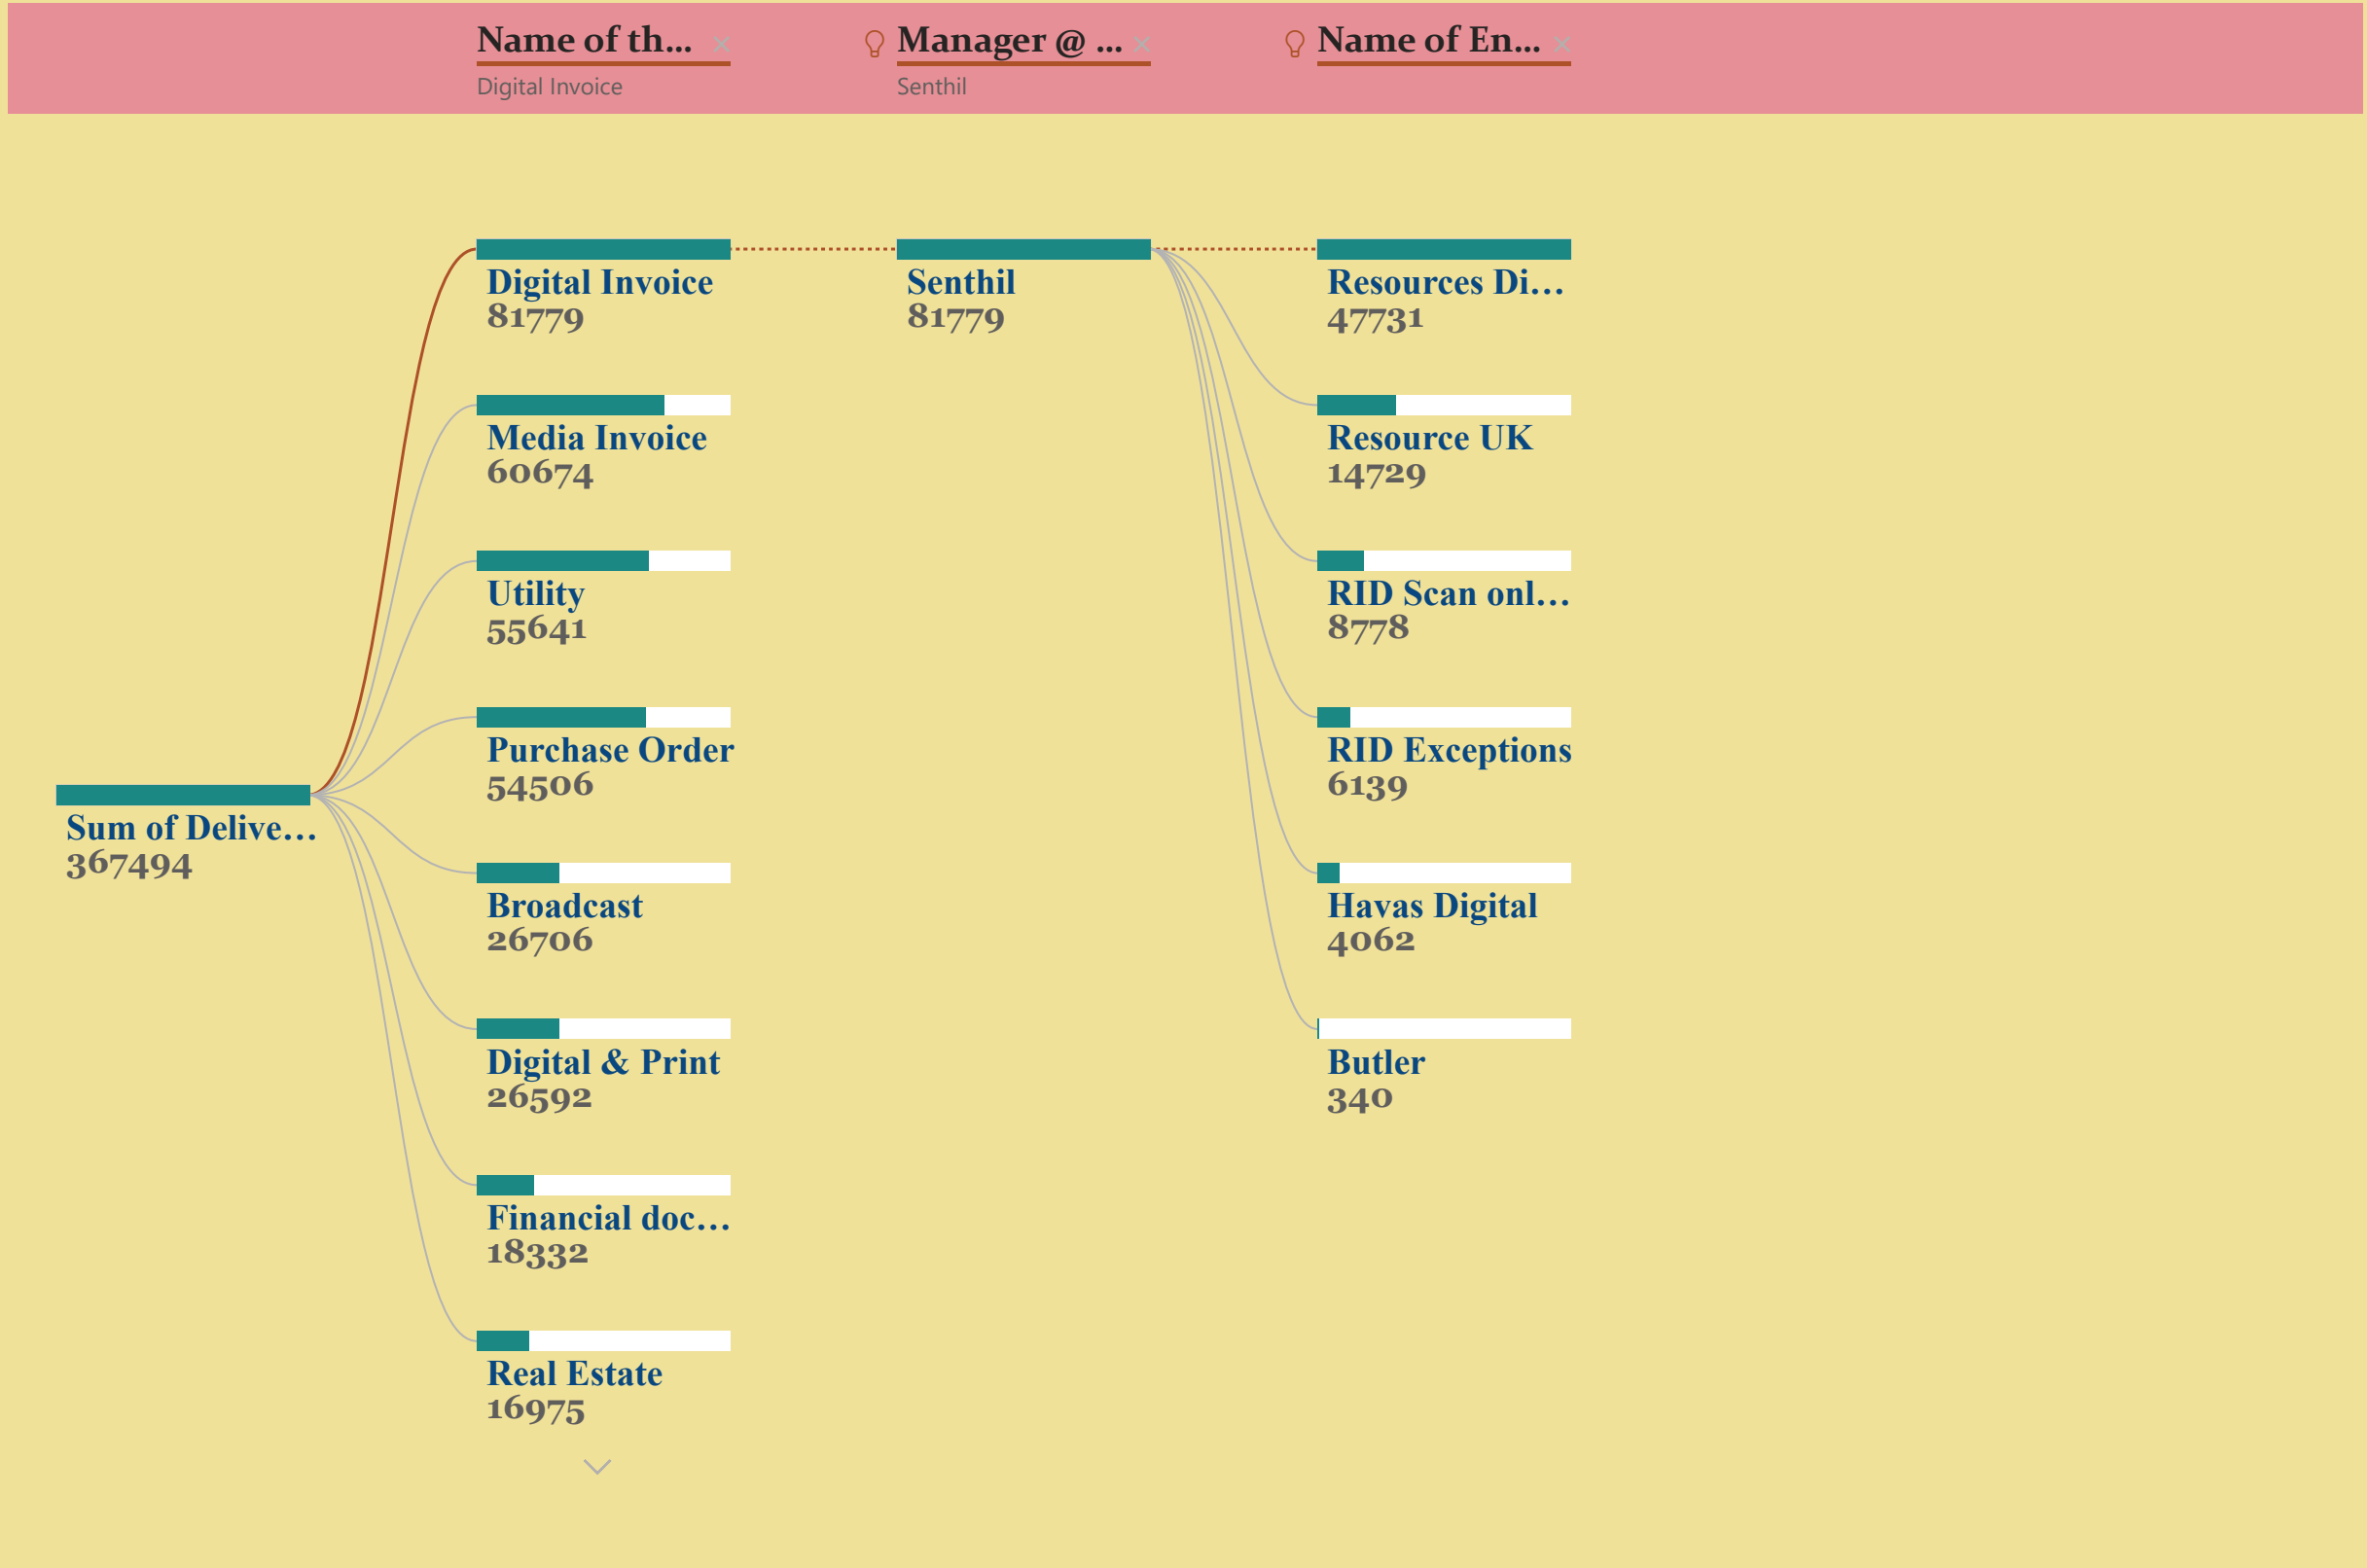 Name of th...
Digital Invoice
Manager @ ...
Senthil
Name of En...
Sum of Delive...
367494
Digital Invoice
81779
Media Invoice
60674
Utility
55641
Purchase Order
54506
Broadcast
26706
Digital & Print
26592
Financial doc...
18332
Real Estate
16975
Senthil
81779
Resources Di...
47731
Resource UK
14729
RID Scan onl...
8778
RID Exceptions
6139
Havas Digital
4062
Butler
340